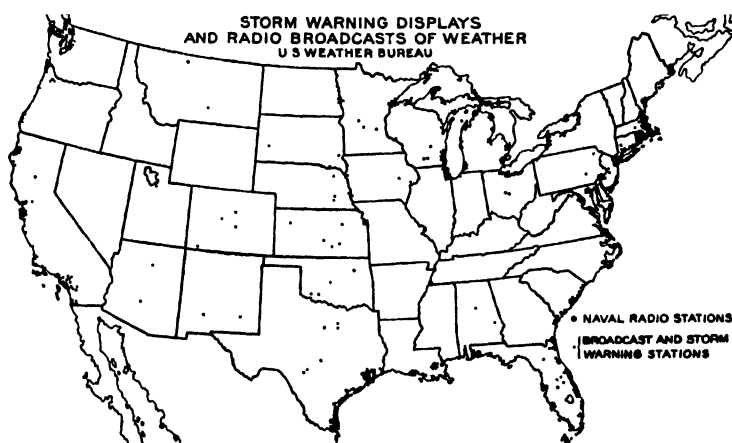 STORM WARNING DISPLAYS
AND RADIO BROADCASTS OF WEATHER
U S WEATHER BUREAU
NAVAL RADIO STATIONS
BROADCAST AND STORM
WARNING STATIONS